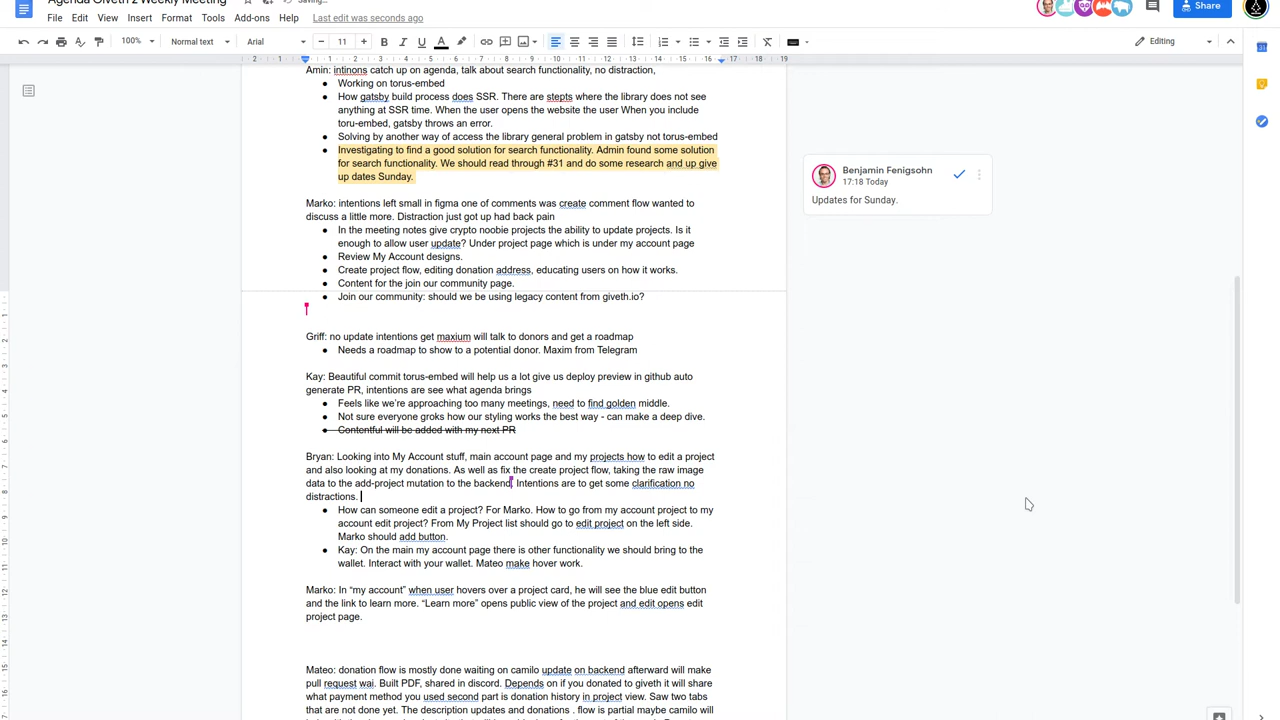 Agenda Giveth 2 Weekly Meeting
Saving...
File Edit View Insert Format Tools Add-ons Help Last edit was seconds ago
Share
100% Normal text Arial 11 Editing
2 1 1 2 3 4 5 6 7 8 9 10 11 12 13 14 15 16 17 18 19
Amin: intinons catch up on agenda, talk about search functionality, no distraction,
● Working on torus-embed
● How gatsby build process does SSR. There are stepts where the library does not see
anything at SSR time. When the user opens the website the user When you include
toru-embed, gatsby throws an error.
● Solving by another way of access the library general problem in gatsby not torus-embed
● Investigating to find a good solution for search functionality. Admin found some solution
for search functionality. We should read through #31 and do some research and up give
up dates Sunday.
Benjamin Fenigsohn
17:18 Today
Updates for Sunday.
Marko: intentions left small in figma one of comments was create comment flow wanted to
discuss a little more. Distraction just got up had back pain
● In the meeting notes give crypto noobie projects the ability to update projects. Is it
enough to allow user update? Under project page which is under my account page
● Review My Account designs.
● Create project flow, editing donation address, educating users on how it works.
● Content for the join our community page.
● Join our community: should we be using legacy content from giveth.io?
Griff: no update intentions get maxium will talk to donors and get a roadmap
● Needs a roadmap to show to a potential donor. Maxim from Telegram
Kay: Beautiful commit torus-embed will help us a lot give us deploy preview in github auto
generate PR, intentions are see what agenda brings
● Feels like we're approaching too many meetings, need to find golden middle.
● Not sure everyone groks how our styling works the best way - can make a deep dive.
● Contentful will be added with my next PR
Bryan: Looking into My Account stuff, main account page and my projects how to edit a project
and also looking at my donations. As well as fix the create project flow, taking the raw image
data to the add-project mutation to the backend. Intentions are to get some clarification no
distractions.
● How can someone edit a project? For Marko. How to go from my account project to my
account edit project? From My Project list should go to edit project on the left side.
Marko should add button.
● Kay: On the main my account page there is other functionality we should bring to the
wallet. Interact with your wallet. Mateo make hover work.
Marko: In “my account” when user hovers over a project card, he will see the blue edit button
and the link to learn more. “Learn more” opens public view of the project and edit opens edit
project page.
Mateo: donation flow is mostly done waiting on camilo update on backend afterward will make
pull request wai. Built PDF, shared in discord. Depends on if you donated to giveth it will share
what payment method you used second part is donation history in project view. Saw two tabs
that are not done yet. The description updates and donations . flow is partial maybe camilo will